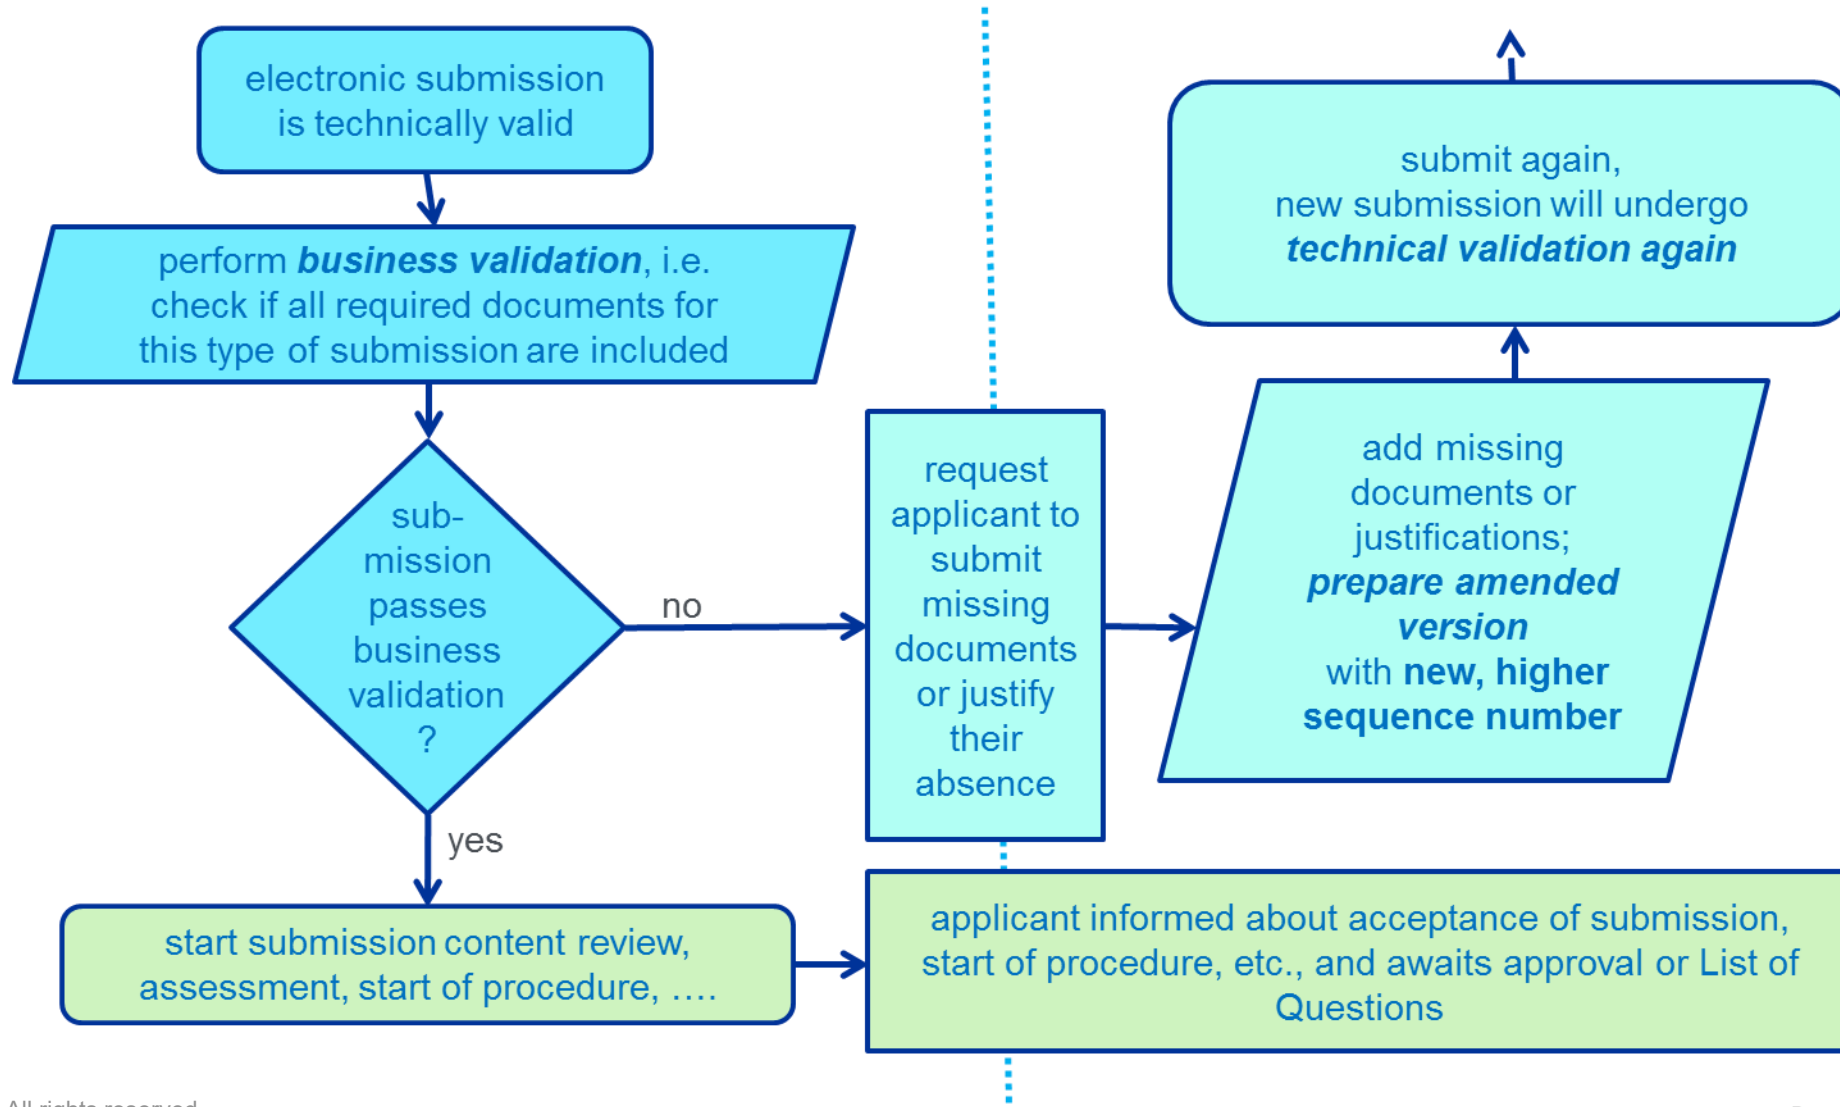 electronic submission
is technically valid
perform business validation, i.e.
check if all required documents for
this type of submission are included
sub-
mission
passes
business
validation
?
no
yes
start submission content review,
assessment, start of procedure, ....
request
applicant to
submit
missing
documents
or justify
their
absence
add missing
documents or
justifications;
prepare amended
version
with new, higher
sequence number
submit again,
new submission will undergo
technical validation again
applicant informed about acceptance of submission,
start of procedure, etc., and awaits approval or List of
Questions
All rights reserved